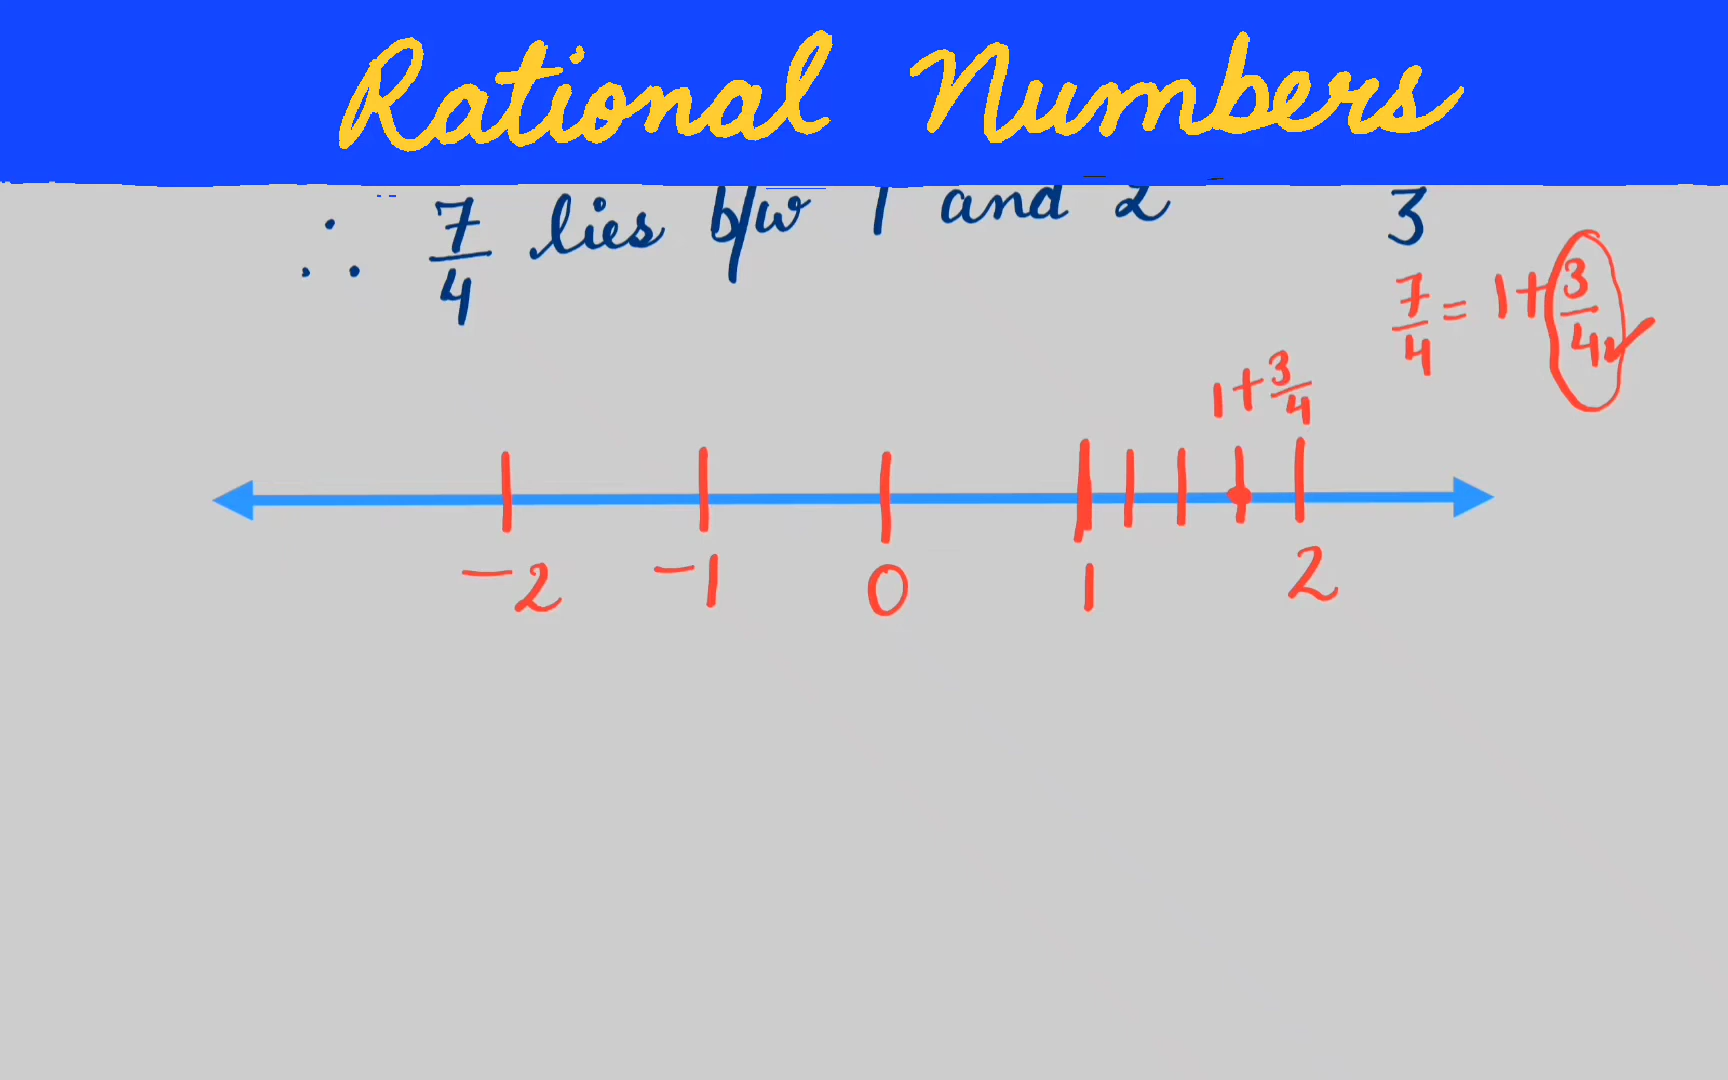 Rational Numbers
∴ 7/4 lies b/w 1 and 2
3
7/4 = 1 + 3/4
1 + 3/4
-2 -1 0 1 2